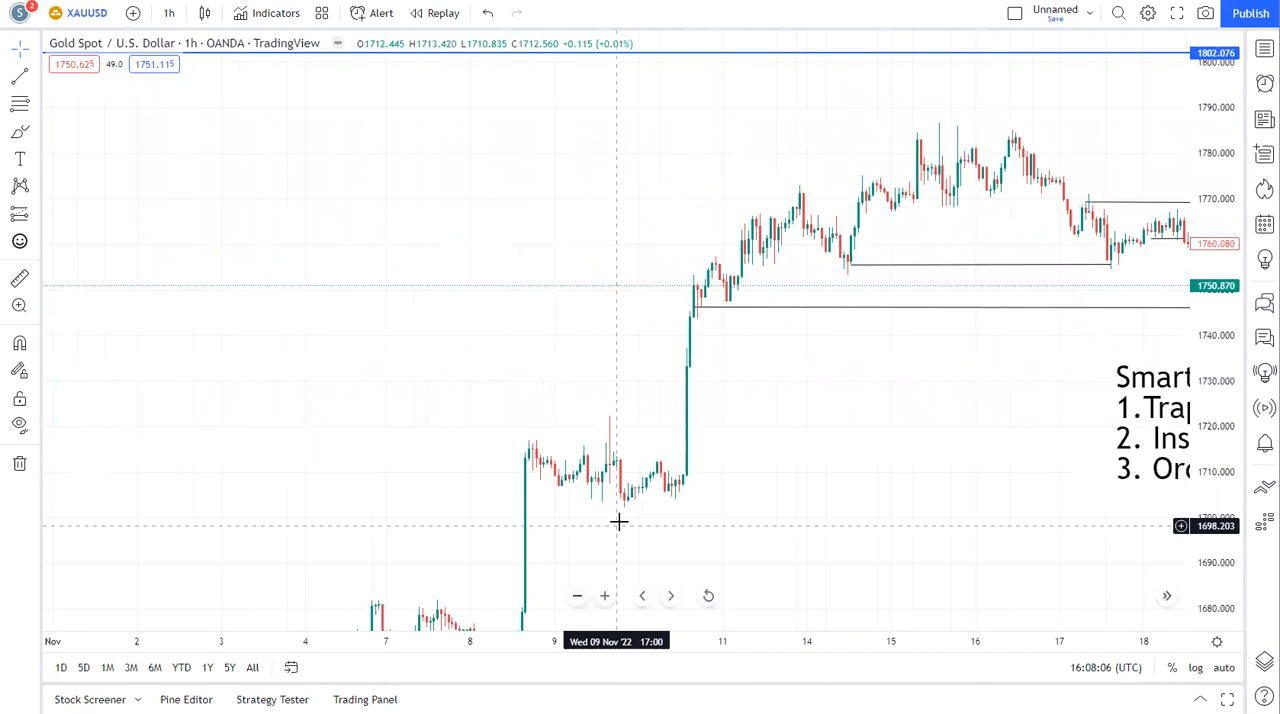 S 2 XAUUSD 1h Indicators Alert Replay Unnamed Save Publish
Gold Spot / U.S. Dollar · 1h · OANDA · TradingView O1712.445 H1713.420 L1710.835 C1712.560 +0.115 (+0.01%)
1750.625 49.0 1751.115
1802.076
1800.000
1790.000
1780.000
1770.000
1760.080
1750.870
1740.000
1730.000
1720.000
1710.000
1700.000
1698.203
1690.000
1680.000
Smart
1.Trap
2. Ins
3. Ord
Nov 2 3 4 7 8 9 Wed 09 Nov '22 17:00 11 14 15 16 17 18
1D 5D 1M 3M 6M YTD 1Y 5Y All 16:08:06 (UTC) % log auto
Stock Screener Pine Editor Strategy Tester Trading Panel